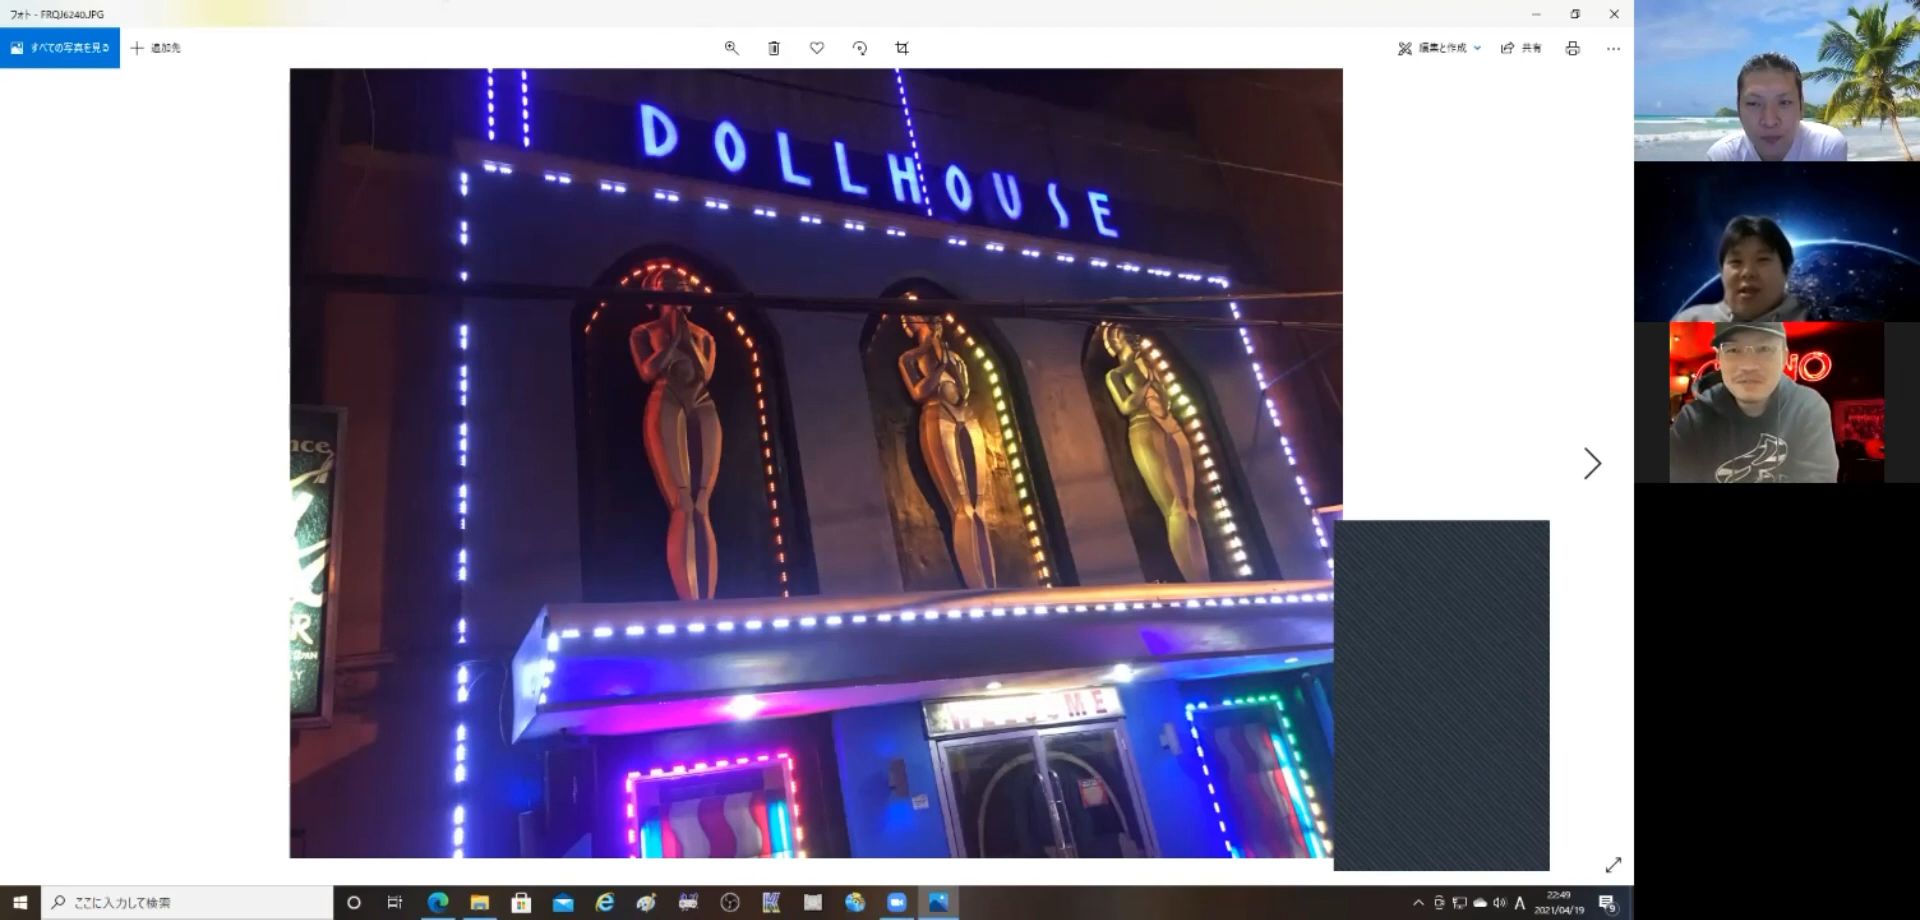 フォト - FRQJ6240.JPG
すべての写真を見る
追加先
編集と作成
共有
DOLLHOUSE
WELCOME
ここに入力して検索
A
22:49
2021/04/19